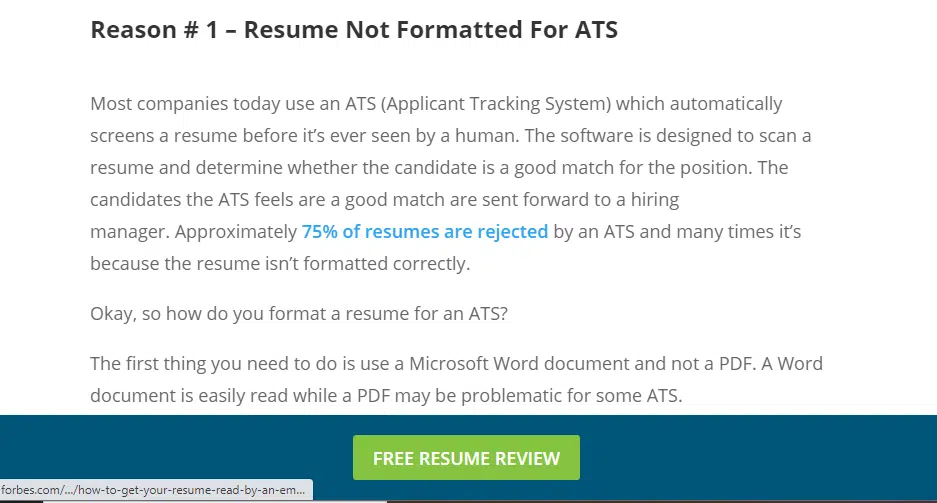 Reason # 1 – Resume Not Formatted For ATS
Most companies today use an ATS (Applicant Tracking System) which automatically
screens a resume before it’s ever seen by a human. The software is designed to scan a
resume and determine whether the candidate is a good match for the position. The
candidates the ATS feels are a good match are sent forward to a hiring
manager. Approximately 75% of resumes are rejected by an ATS and many times it’s
because the resume isn’t formatted correctly.
Okay, so how do you format a resume for an ATS?
The first thing you need to do is use a Microsoft Word document and not a PDF. A Word
document is easily read while a PDF may be problematic for some ATS.
FREE RESUME REVIEW
forbes.com/.../how-to-get-your-resume-read-by-an-em...